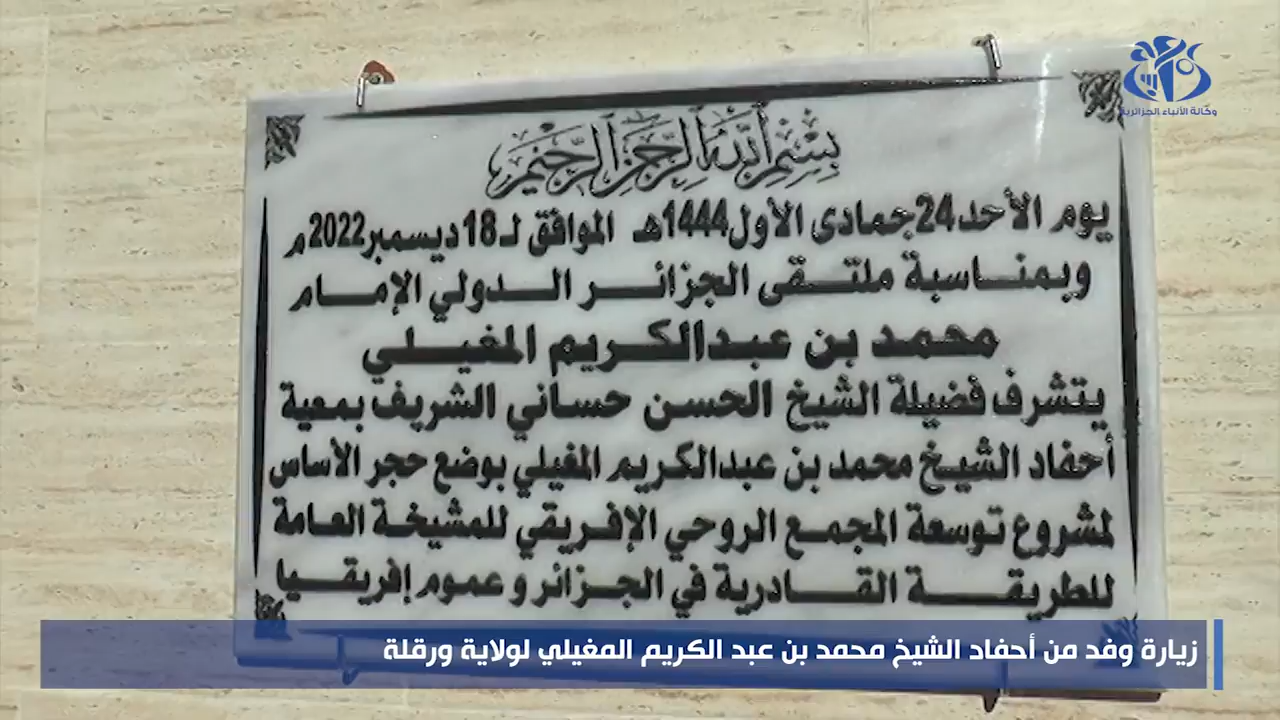 وكالة الأنباء الجزائرية
بسم الله الرحمن الرحيم
يوم الأحد 24 جمادى الأول 1444هـ الموافق لـ 18 ديسمبر 2022م
وبمناسبة ملتقى الجزائر الدولي الإمام
محمد بن عبدالكريم المغيلي
يتشرف فضيلة الشيخ الحسن حساني الشريف بمعية
أحفاد الشيخ محمد بن عبدالكريم المغيلي بوضع حجر الأساس
لمشروع توسعة المجمع الروحي الإفريقي للمشيخة العامة
للطريقة القادرية في الجزائر و عموم إفريقيا
زيارة وفد من أحفاد الشيخ محمد بن عبد الكريم المغيلي لولاية ورقلة